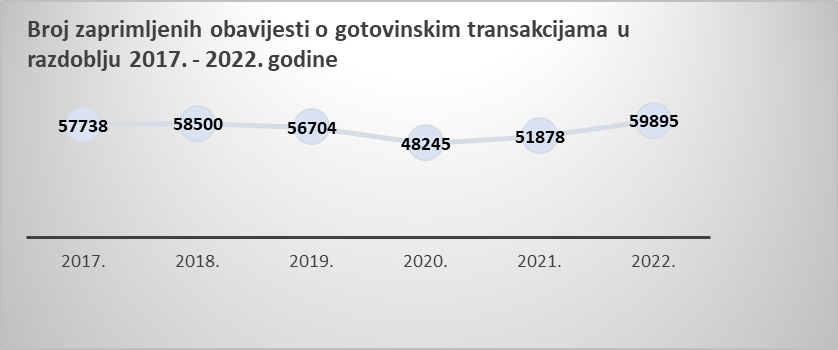 Broj zaprimljenih obavijesti o gotovinskim transakcijama u
razdoblju 2017. - 2022. godine
57738 58500 56704 48245 51878 59895
2017. 2018. 2019. 2020. 2021. 2022.